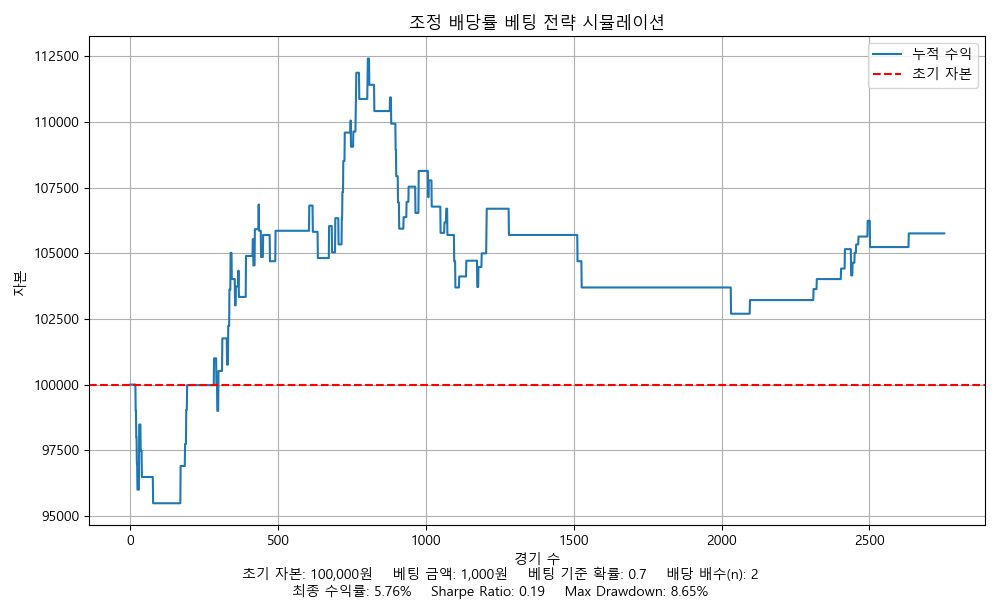 조정 배당률 베팅 전략 시뮬레이션
누적 수익
초기 자본
자본
112500
110000
107500
105000
102500
100000
97500
95000
0 500 1000 1500 2000 2500
경기 수
초기 자본: 100,000원 베팅 금액: 1,000원 베팅 기준 확률: 0.7 배당 배수(n): 2
최종 수익률: 5.76% Sharpe Ratio: 0.19 Max Drawdown: 8.65%